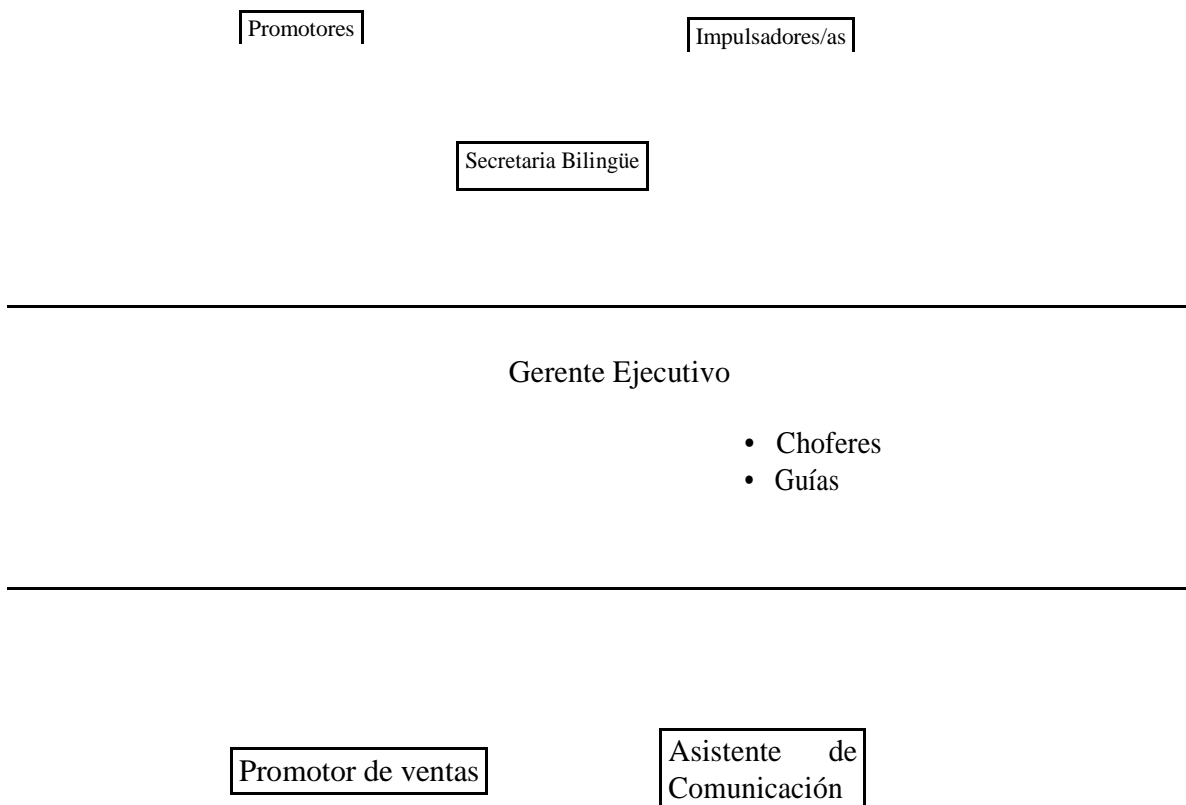 Promotores
Impulsadores/as
Secretaria Bilingüe
Gerente Ejecutivo
• Choferes
• Guías
Promotor de ventas
Asistente de
Comunicación